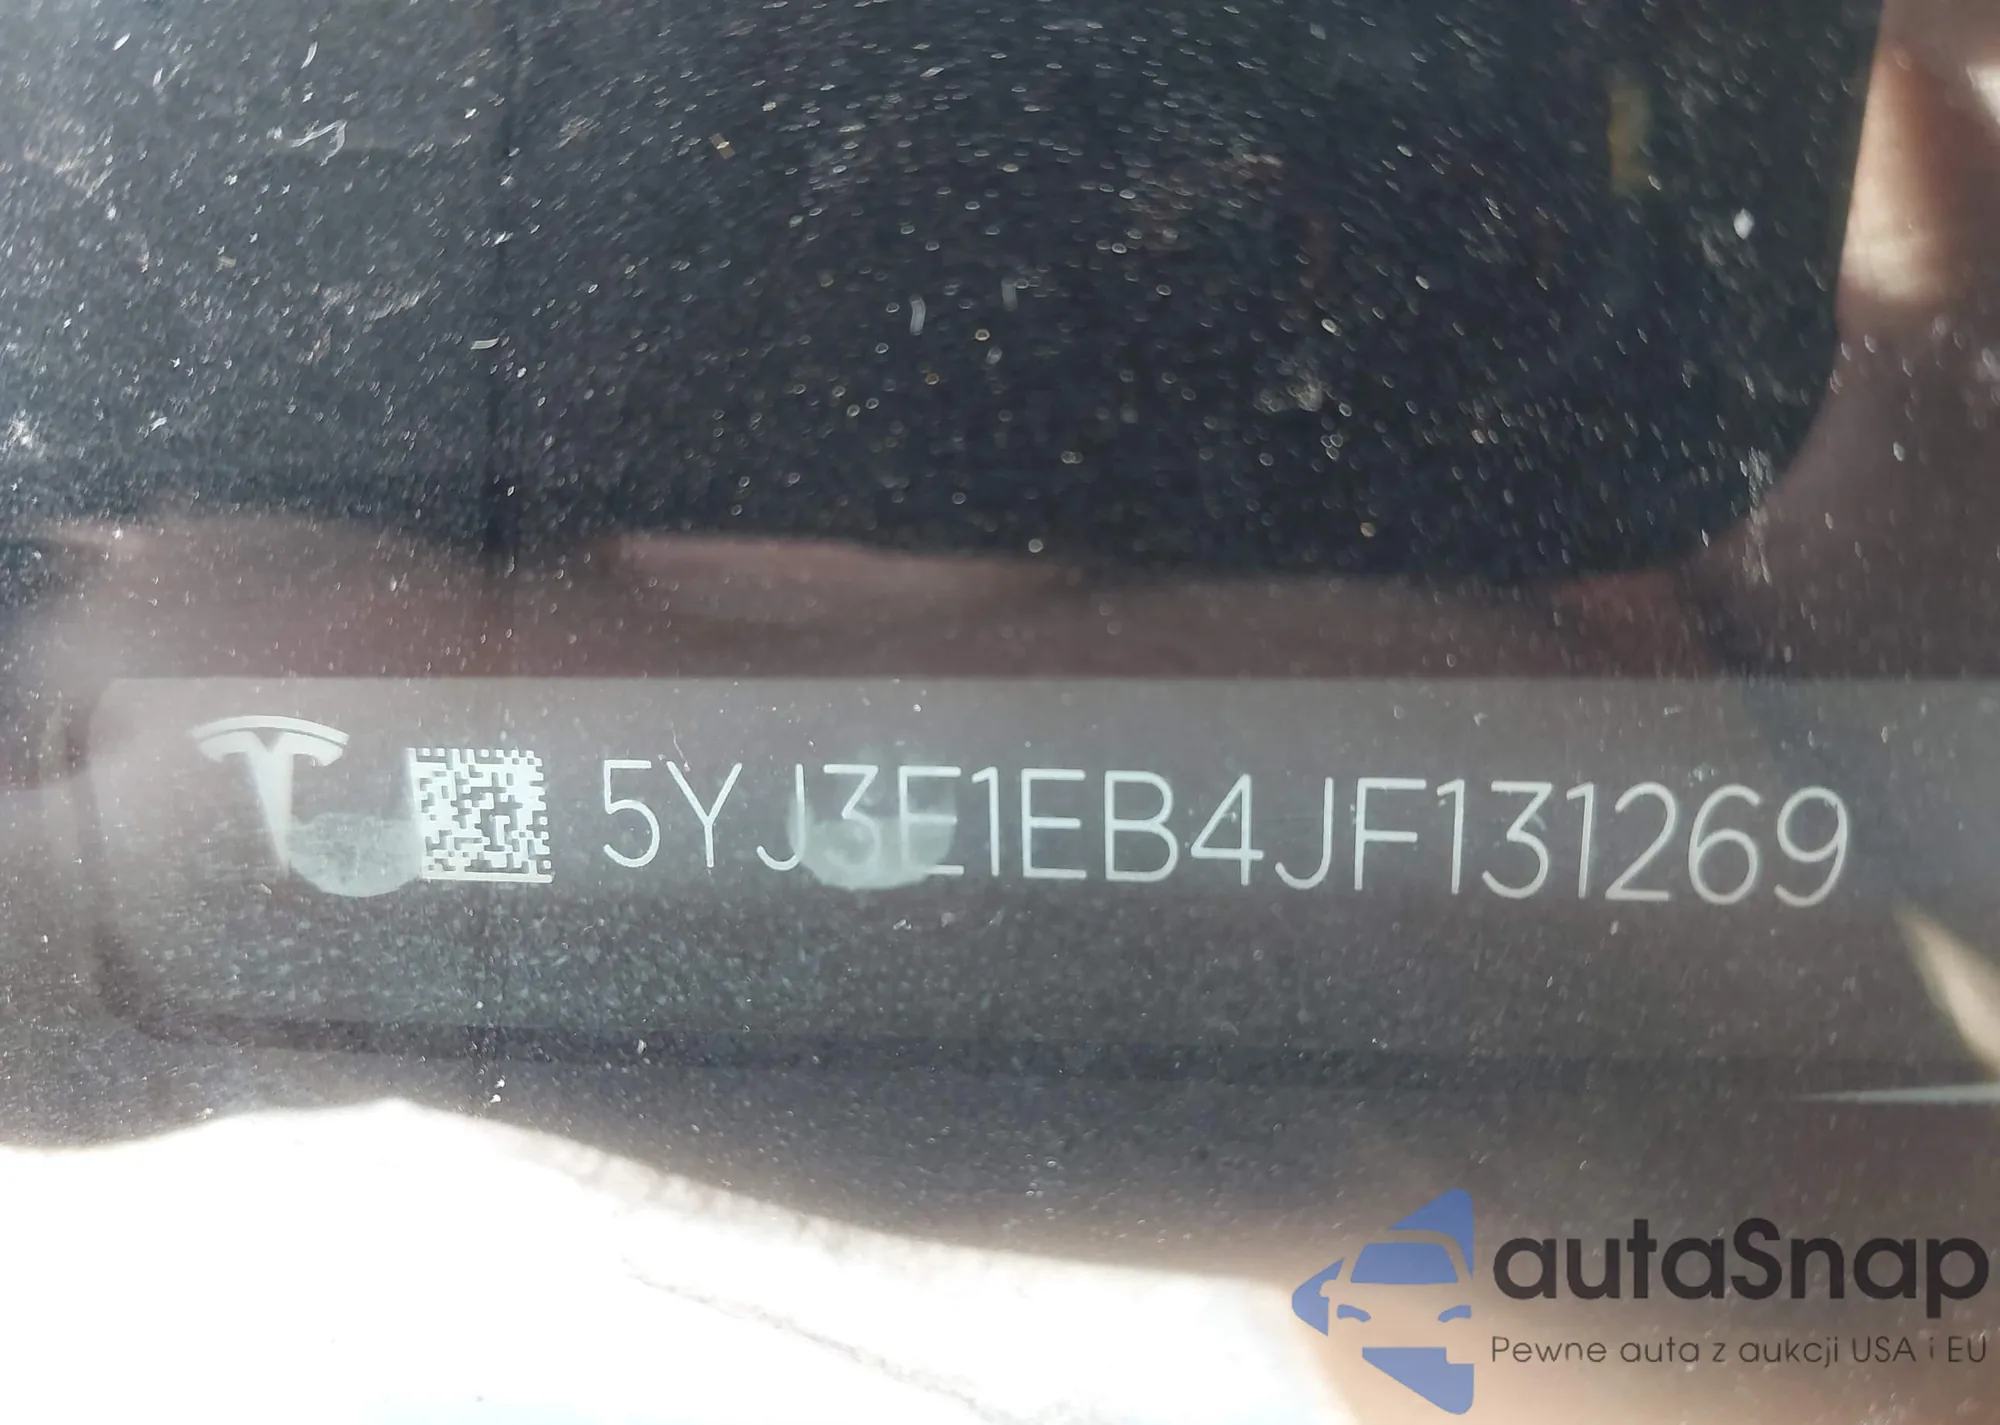 5YJ3E1EB4JF131269
autaSnap
Pewne auta z aukcji USA i EU